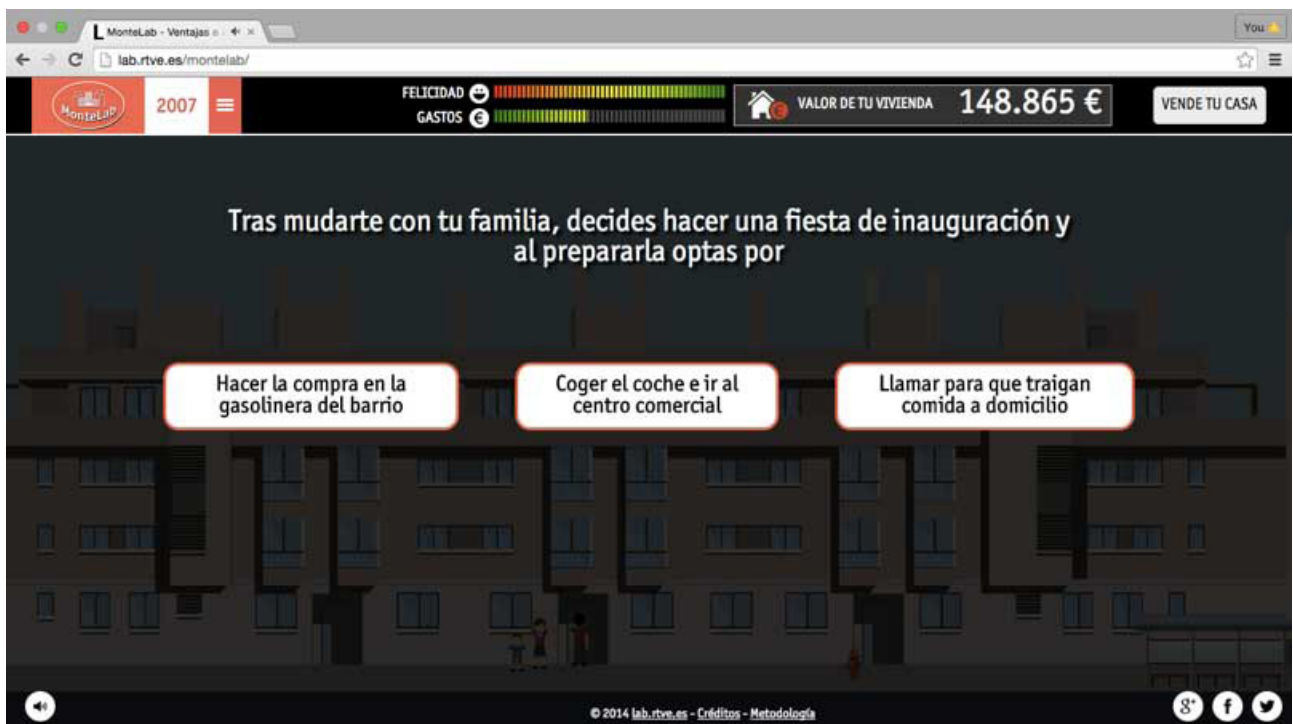 MonteLab - Ventajas
You
lab.rtve.es/montelab/
MonteLab
2007
FELICIDAD
GASTOS €
VALOR DE TU VIVIENDA 148.865 €
VENDE TU CASA
Tras mudarte con tu familia, decides hacer una fiesta de inauguración y
al prepararla optas por
Hacer la compra en la
gasolinera del barrio
Coger el coche e ir al
centro comercial
Llamar para que traigan
comida a domicilio
© 2014 lab.rtve.es - Créditos - Metodología